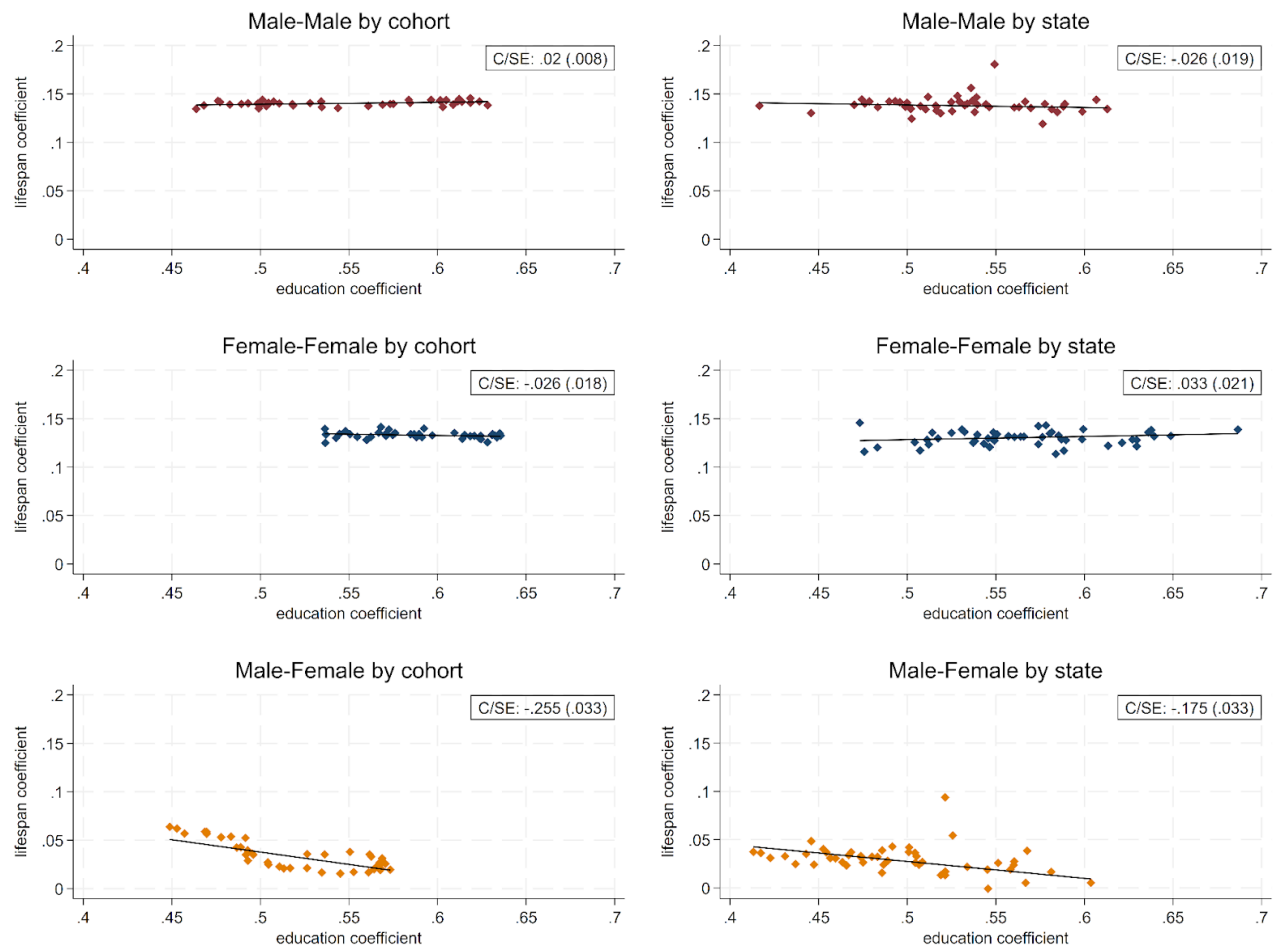 Male-Male by cohort
C/SE: .02 (.008)
lifespan coefficient
.2
.15
.1
.05
0
.4 .45 .5 .55 .6 .65 .7
education coefficient
Male-Male by state
C/SE: -.026 (.019)
lifespan coefficient
.2
.15
.1
.05
0
.4 .45 .5 .55 .6 .65 .7
education coefficient
Female-Female by cohort
C/SE: -.026 (.018)
lifespan coefficient
.2
.15
.1
.05
0
.4 .45 .5 .55 .6 .65 .7
education coefficient
Female-Female by state
C/SE: .033 (.021)
lifespan coefficient
.2
.15
.1
.05
0
.4 .45 .5 .55 .6 .65 .7
education coefficient
Male-Female by cohort
C/SE: -.255 (.033)
lifespan coefficient
.2
.15
.1
.05
0
.4 .45 .5 .55 .6 .65 .7
education coefficient
Male-Female by state
C/SE: -.175 (.033)
lifespan coefficient
.2
.15
.1
.05
0
.4 .45 .5 .55 .6 .65 .7
education coefficient